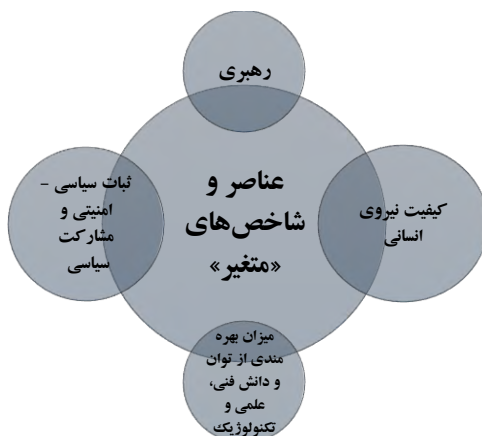 رهبری
عناصر و
شاخص‌های
«متغیر»
کیفیت نیروی
انسانی
ثبات سیاسی -
امنیتی و
مشارکت
سیاسی
میزان بهره
مندی از توان
و دانش فنی،
علمی و
تکنولوژیک